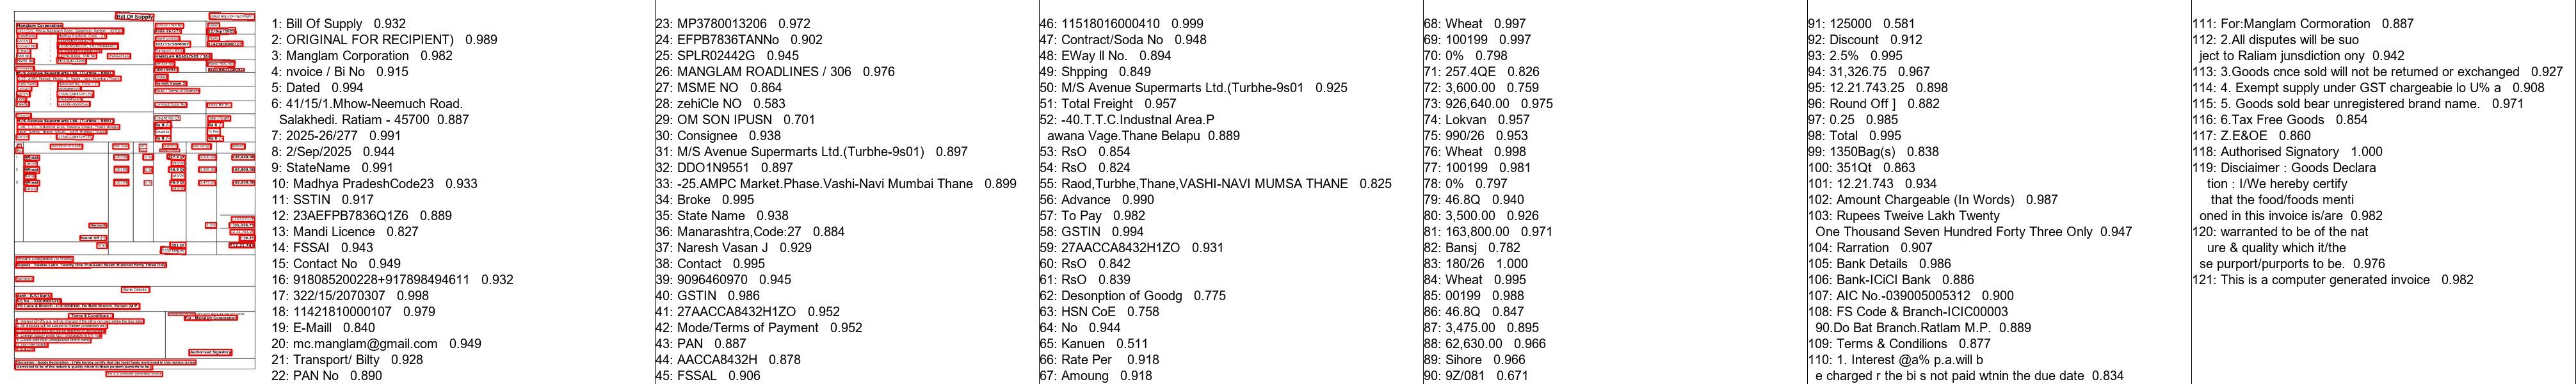 Bill Of Supply
1: Bill Of Supply 0.932
2: ORIGINAL FOR RECIPIENT) 0.989
3: Manglam Corporation 0.982
4: nvoice / Bi No 0.915
5: Dated 0.994
6: 41/15/1.Mhow-Neemuch Road.
Salakhedi. Ratiam - 45700 0.887
7: 2025-26/277 0.991
8: 2/Sep/2025 0.944
9: StateName 0.991
10: Madhya PradeshCode23 0.933
11: SSTIN 0.917
12: 23AEFPB7836Q1Z6 0.889
13: Mandi Licence 0.827
14: FSSAI 0.943
15: Contact No 0.949
16: 918085200228+917898494611 0.932
17: 322/15/2070307 0.998
18: 11421810000107 0.979
19: E-Maill 0.840
20: mc.manglam@gmail.com 0.949
21: Transport/ Bilty 0.928
22: PAN No 0.890
23: MP3780013206 0.972
24: EFPB7836TANNo 0.902
25: SPLR02442G 0.945
26: MANGLAM ROADLINES / 306 0.976
27: MSME NO 0.864
28: zehiCle NO 0.583
29: OM SON IPUSN 0.701
30: Consignee 0.938
31: M/S Avenue Supermarts Ltd.(Turbhe-9s01) 0.897
32: DDO1N9551 0.897
33: -25.AMPC Market.Phase.Vashi-Navi Mumbai Thane 0.899
34: Broke 0.995
35: State Name 0.938
36: Manarashtra,Code:27 0.884
37: Naresh Vasan J 0.929
38: Contact 0.995
39: 9096460970 0.945
40: GSTIN 0.986
41: 27AACCA8432H1ZO 0.952
42: Mode/Terms of Payment 0.952
43: PAN 0.887
44: AACCA8432H 0.878
45: FSSAL 0.906
46: 11518016000410 0.999
47: Contract/Soda No 0.948
48: EWay ll No. 0.894
49: Shpping 0.849
50: M/S Avenue Supermarts Ltd.(Turbhe-9s01 0.925
51: Total Freight 0.957
52: -40.T.T.C.Industnal Area.P
awana Vage.Thane Belapu 0.889
53: RsO 0.854
54: RsO 0.824
55: Raod,Turbhe,Thane,VASHI-NAVI MUMSA THANE 0.825
56: Advance 0.990
57: To Pay 0.982
58: GSTIN 0.994
59: 27AACCA8432H1ZO 0.931
60: RsO 0.842
61: RsO 0.839
62: Desonption of Goodg 0.775
63: HSN CoE 0.758
64: No 0.944
65: Kanuen 0.511
66: Rate Per 0.918
67: Amoung 0.918
68: Wheat 0.997
69: 100199 0.997
70: 0% 0.798
71: 257.4QE 0.826
72: 3,600.00 0.759
73: 926,640.00 0.975
74: Lokvan 0.957
75: 990/26 0.953
76: Wheat 0.998
77: 100199 0.981
78: 0% 0.797
79: 46.8Q 0.940
80: 3,500.00 0.926
81: 163,800.00 0.971
82: Bansj 0.782
83: 180/26 1.000
84: Wheat 0.995
85: 00199 0.988
86: 46.8Q 0.847
87: 3,475.00 0.895
88: 62,630.00 0.966
89: Sihore 0.966
90: 9Z/081 0.671
91: 125000 0.581
92: Discount 0.912
93: 2.5% 0.995
94: 31,326.75 0.967
95: 12.21.743.25 0.898
96: Round Off ] 0.882
97: 0.25 0.985
98: Total 0.995
99: 1350Bag(s) 0.838
100: 351Qt 0.863
101: 12.21.743 0.934
102: Amount Chargeable (In Words) 0.987
103: Rupees Tweive Lakh Twenty
One Thousand Seven Hundred Forty Three Only 0.947
104: Rarration 0.907
105: Bank Details 0.986
106: Bank-ICiCI Bank 0.886
107: AIC No.-039005005312 0.900
108: FS Code & Branch-ICIC00003
90.Do Bat Branch.Ratlam M.P. 0.889
109: Terms & Condilions 0.877
110: 1. Interest @a% p.a.will b
e charged r the bi s not paid wtnin the due date 0.834
111: For:Manglam Cormoration 0.887
112: 2.All disputes will be suo
ject to Raliam junsdiction ony 0.942
113: 3.Goods cnce sold will not be retumed or exchanged 0.927
114: 4. Exempt supply under GST chargeabie lo U% a 0.908
115: 5. Goods sold bear unregistered brand name. 0.971
116: 6.Tax Free Goods 0.854
117: Z.E&OE 0.860
118: Authorised Signatory 1.000
119: Disciaimer : Goods Declara
tion : I/We hereby certify
that the food/foods menti
oned in this invoice is/are 0.982
120: warranted to be of the nat
ure & quality which it/the
se purport/purports to be. 0.976
121: This is a computer generated invoice 0.982